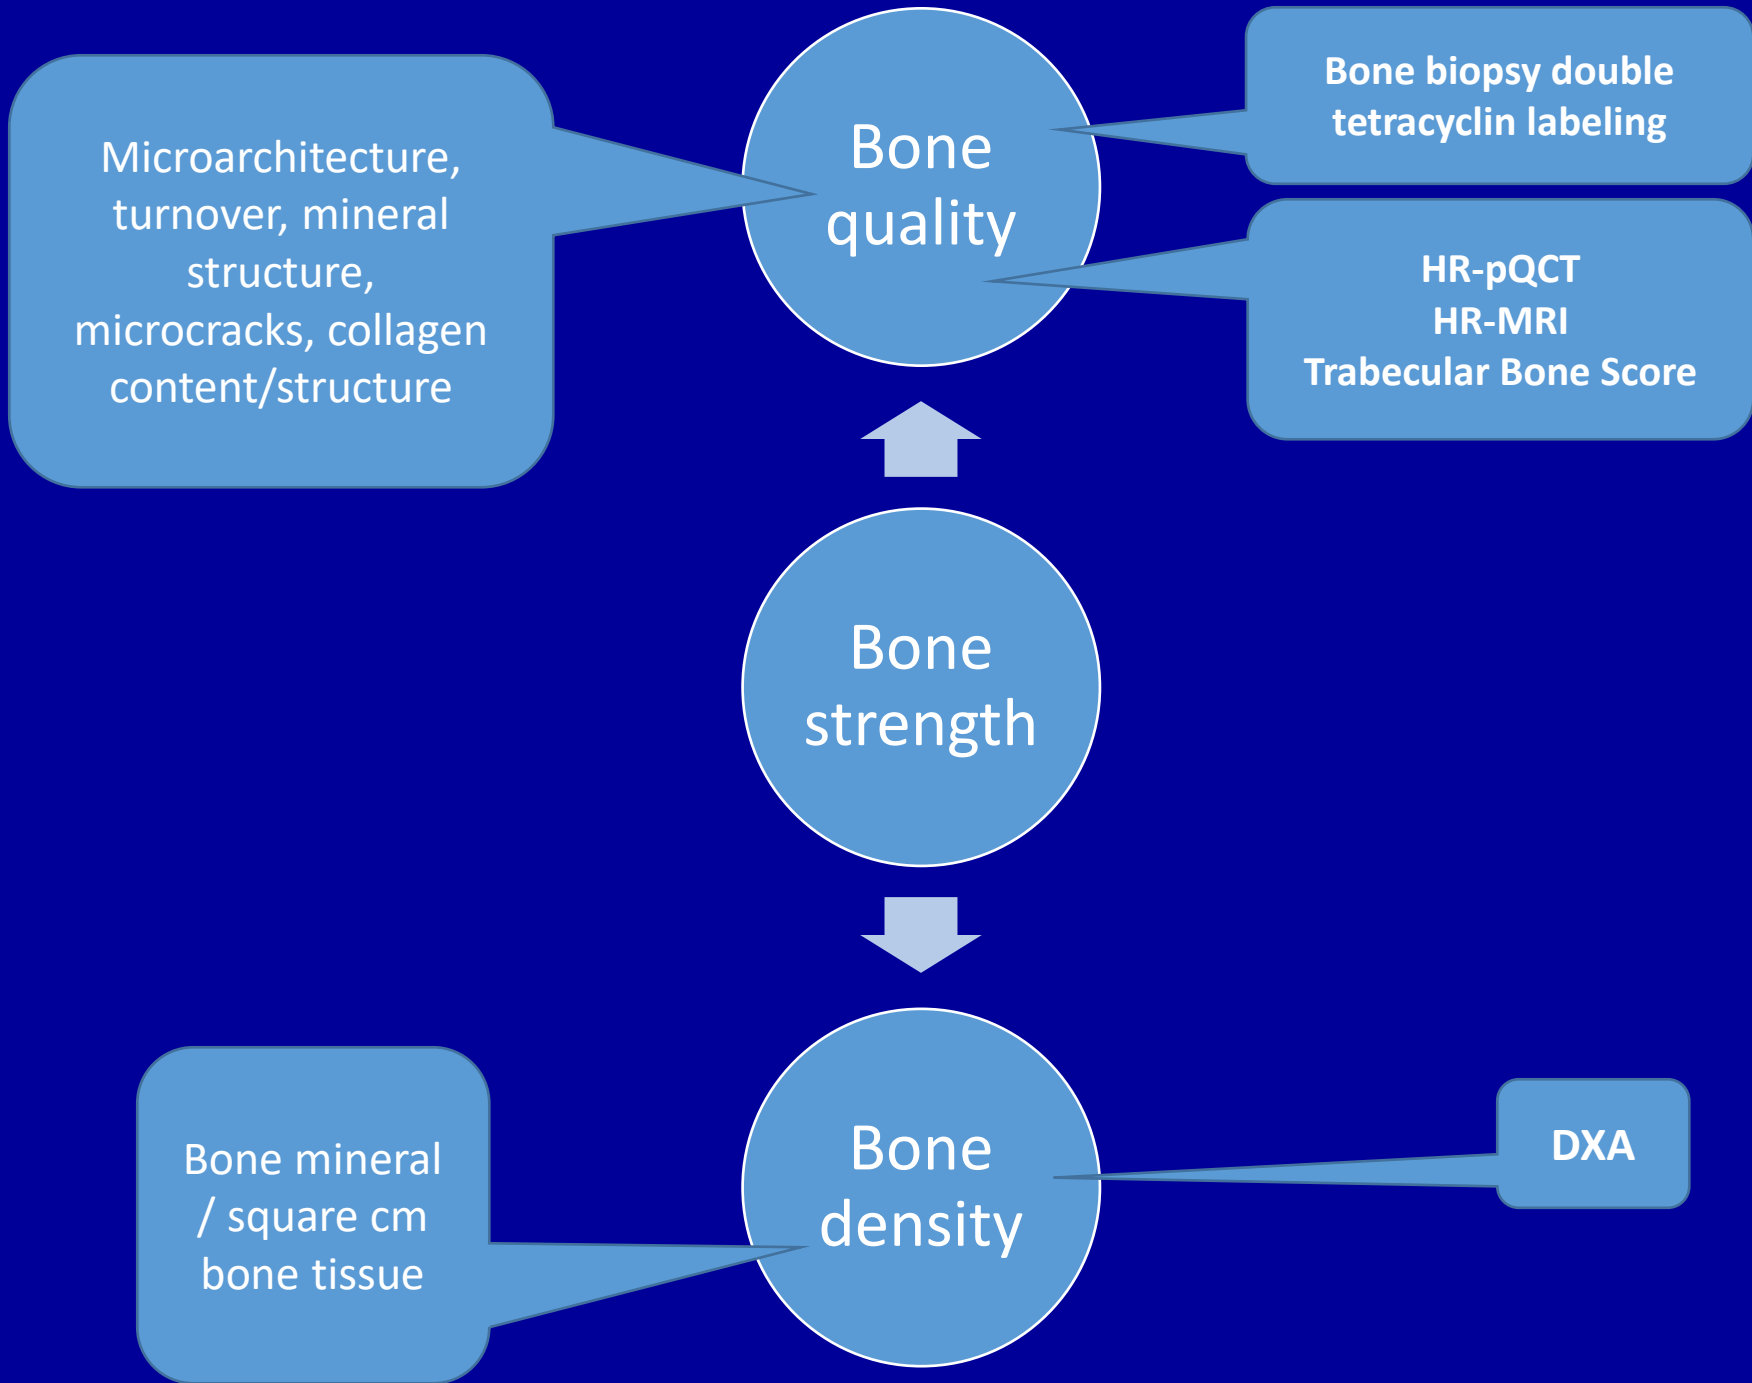 Microarchitecture,
turnover, mineral
structure,
microcracks, collagen
content/structure
Bone
quality
Bone biopsy double
tetracyclin labeling
HR-pQCT
HR-MRI
Trabecular Bone Score
Bone
strength
Bone mineral
/ square cm
bone tissue
Bone
density
DXA